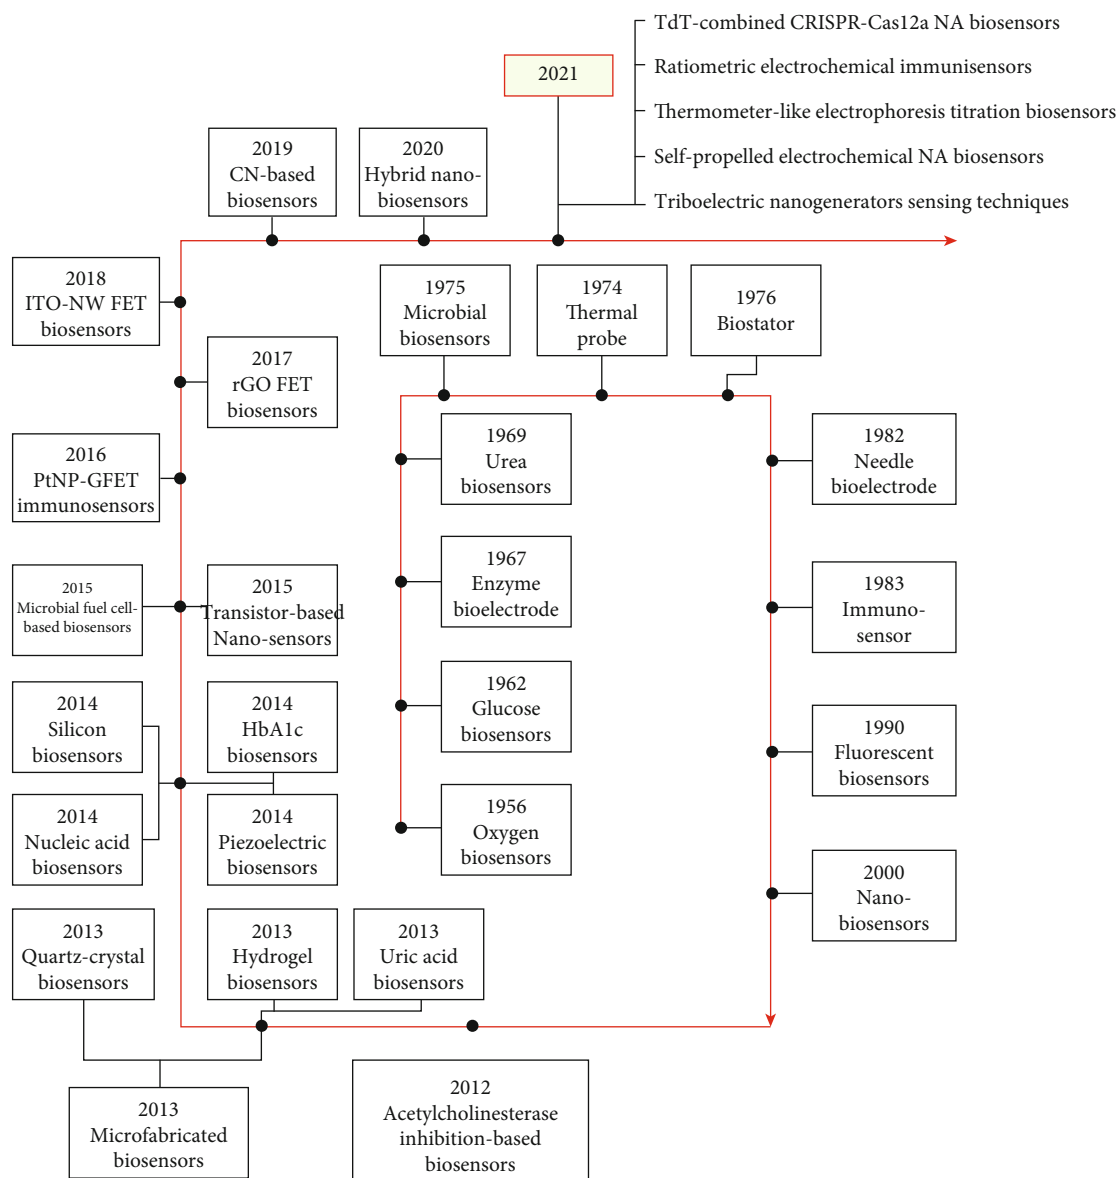 TdT-combined CRISPR-Cas12a NA biosensors
2021
Ratiometric electrochemical immunisensors
Thermometer-like electrophoresis titration biosensors
Self-propelled electrochemical NA biosensors
Triboelectric nanogenerators sensing techniques
2019
CN-based
biosensors
2020
Hybrid nano-
biosensors
2018
ITO-NW FET
biosensors
1975
Microbial
biosensors
1974
Thermal
probe
1976
Biostator
2017
rGO FET
biosensors
2016
PtNP-GFET
immunosensors
1969
Urea
biosensors
1982
Needle
bioelectrode
2015
Microbial fuel cell-
based biosensors
2015
Transistor-based
Nano-sensors
1967
Enzyme
bioelectrode
1983
Immuno-
sensor
2014
Silicon
biosensors
2014
HbA1c
biosensors
1962
Glucose
biosensors
1990
Fluorescent
biosensors
2014
Nucleic acid
biosensors
2014
Piezoelectric
biosensors
1956
Oxygen
biosensors
2000
Nano-
biosensors
2013
Quartz-crystal
biosensors
2013
Hydrogel
biosensors
2013
Uric acid
biosensors
2013
Microfabricated
biosensors
2012
Acetylcholinesterase
inhibition-based
biosensors